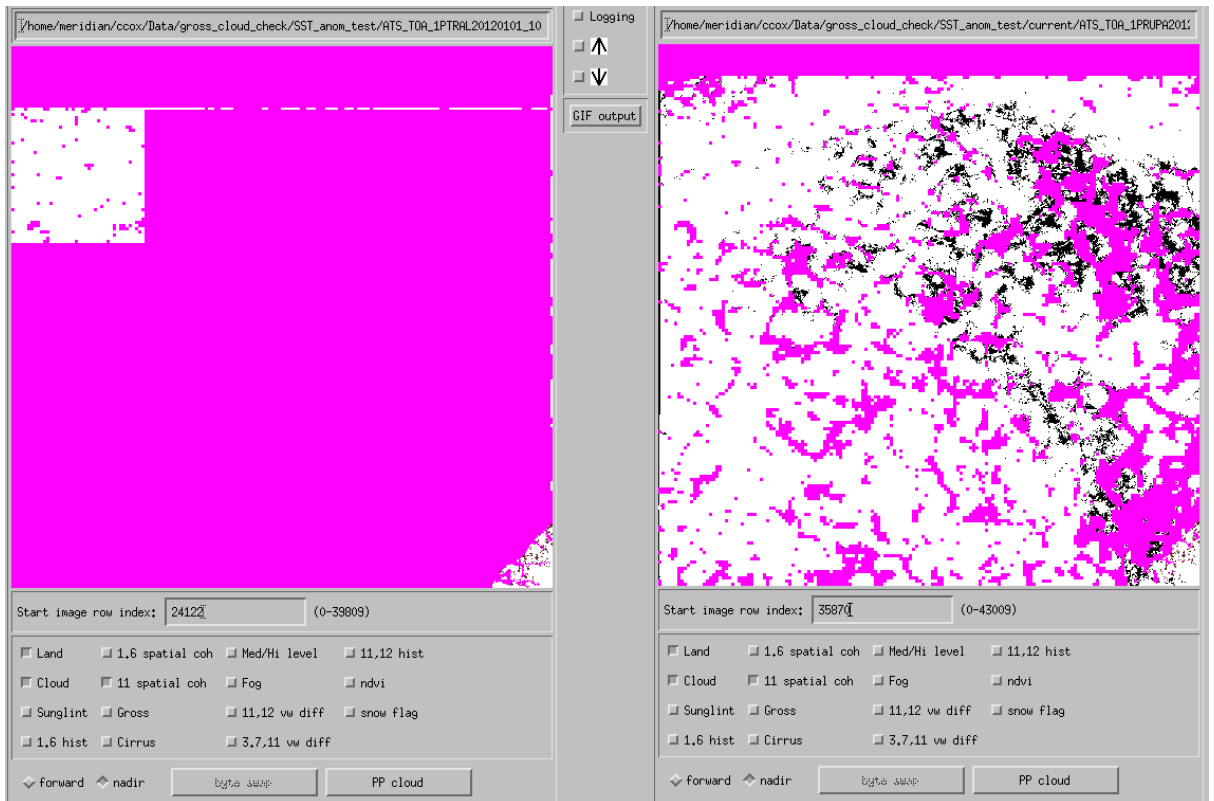 /home/meridian/ccox/Data/gross_cloud_check/SST_anom_test/ATS_TOA_1PTRAL20120101_10
Start image row index: 24122 (0-39809)
Land 1.6 spatial coh Med/Hi level 11,12 hist
Cloud 11 spatial coh Fog ndvi
Sunglint Gross 11,12 vw diff snow flag
1.6 hist Cirrus 3.7,11 vw diff
forward nadir byte swap PP cloud
Logging
GIF output
/home/meridian/ccox/Data/gross_cloud_check/SST_anom_test/current/ATS_TOA_1PRUPA2012
Start image row index: 35870 (0-43009)
Land 1.6 spatial coh Med/Hi level 11,12 hist
Cloud 11 spatial coh Fog ndvi
Sunglint Gross 11,12 vw diff snow flag
1.6 hist Cirrus 3.7,11 vw diff
forward nadir byte swap PP cloud